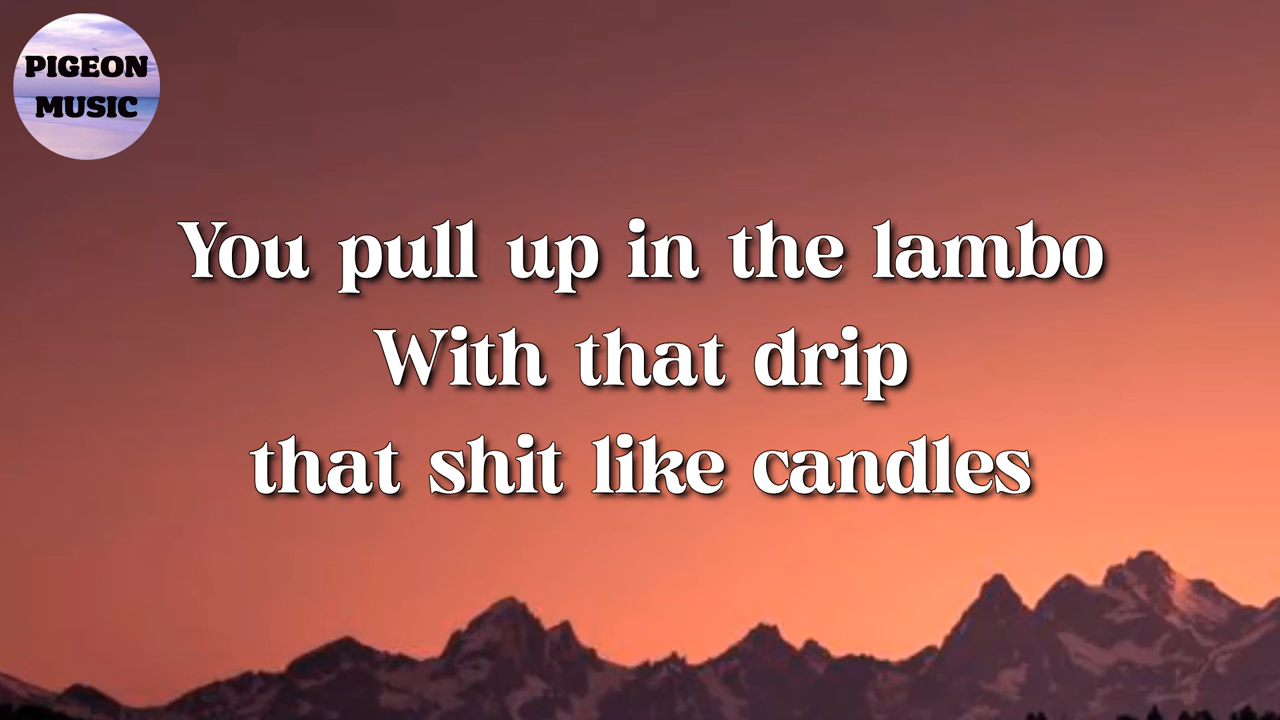 PIGEON
MUSIC
You pull up in the lambo
With that drip
that shit like candles